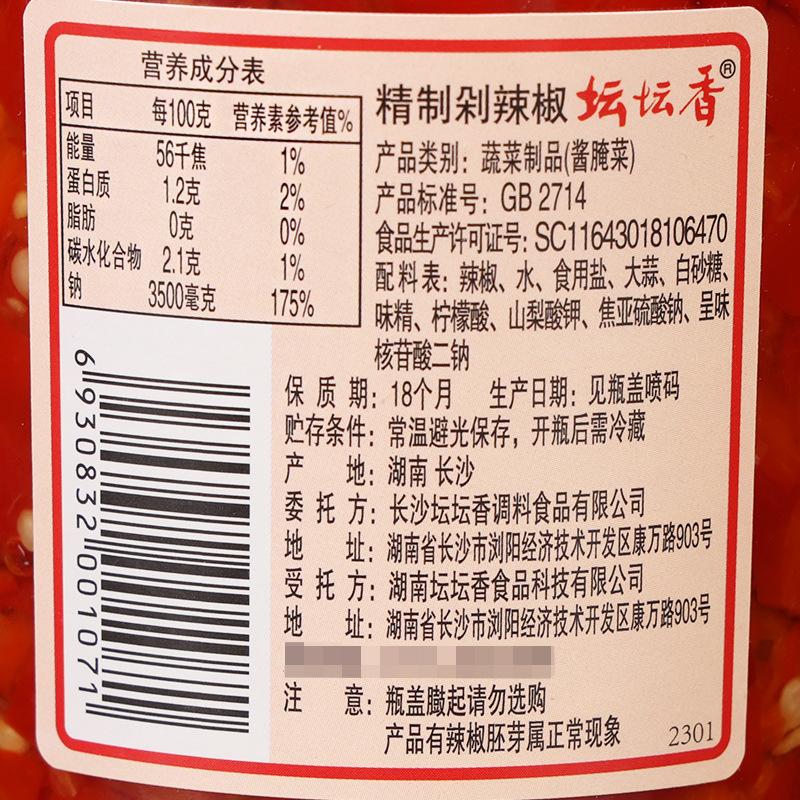 营养成分表
项目 每100克 营养素参考值%
能量 56千焦 1%
蛋白质 1.2克 2%
脂肪 0克 0%
碳水化合物 2.1克 1%
钠 3500毫克 175%
精制剁辣椒 坛坛香®
产品类别：蔬菜制品(酱腌菜)
产品标准号：GB 2714
食品生产许可证号：SC11643018106470
配料表：辣椒、水、食用盐、大蒜、白砂糖、
味精、柠檬酸、山梨酸钾、焦亚硫酸钠、呈味
核苷酸二钠
保质期：18个月 生产日期：见瓶盖喷码
贮存条件：常温避光保存，开瓶后需冷藏
产地：湖南 长沙
委托方：长沙坛坛香调料食品有限公司
地址：湖南省长沙市浏阳经济技术开发区康万路903号
受托方：湖南坛坛香食品科技有限公司
地址：湖南省长沙市浏阳经济技术开发区康万路903号
注意：瓶盖臌起请勿选购
产品有辣椒胚芽属正常现象
2301
6 930832 001071